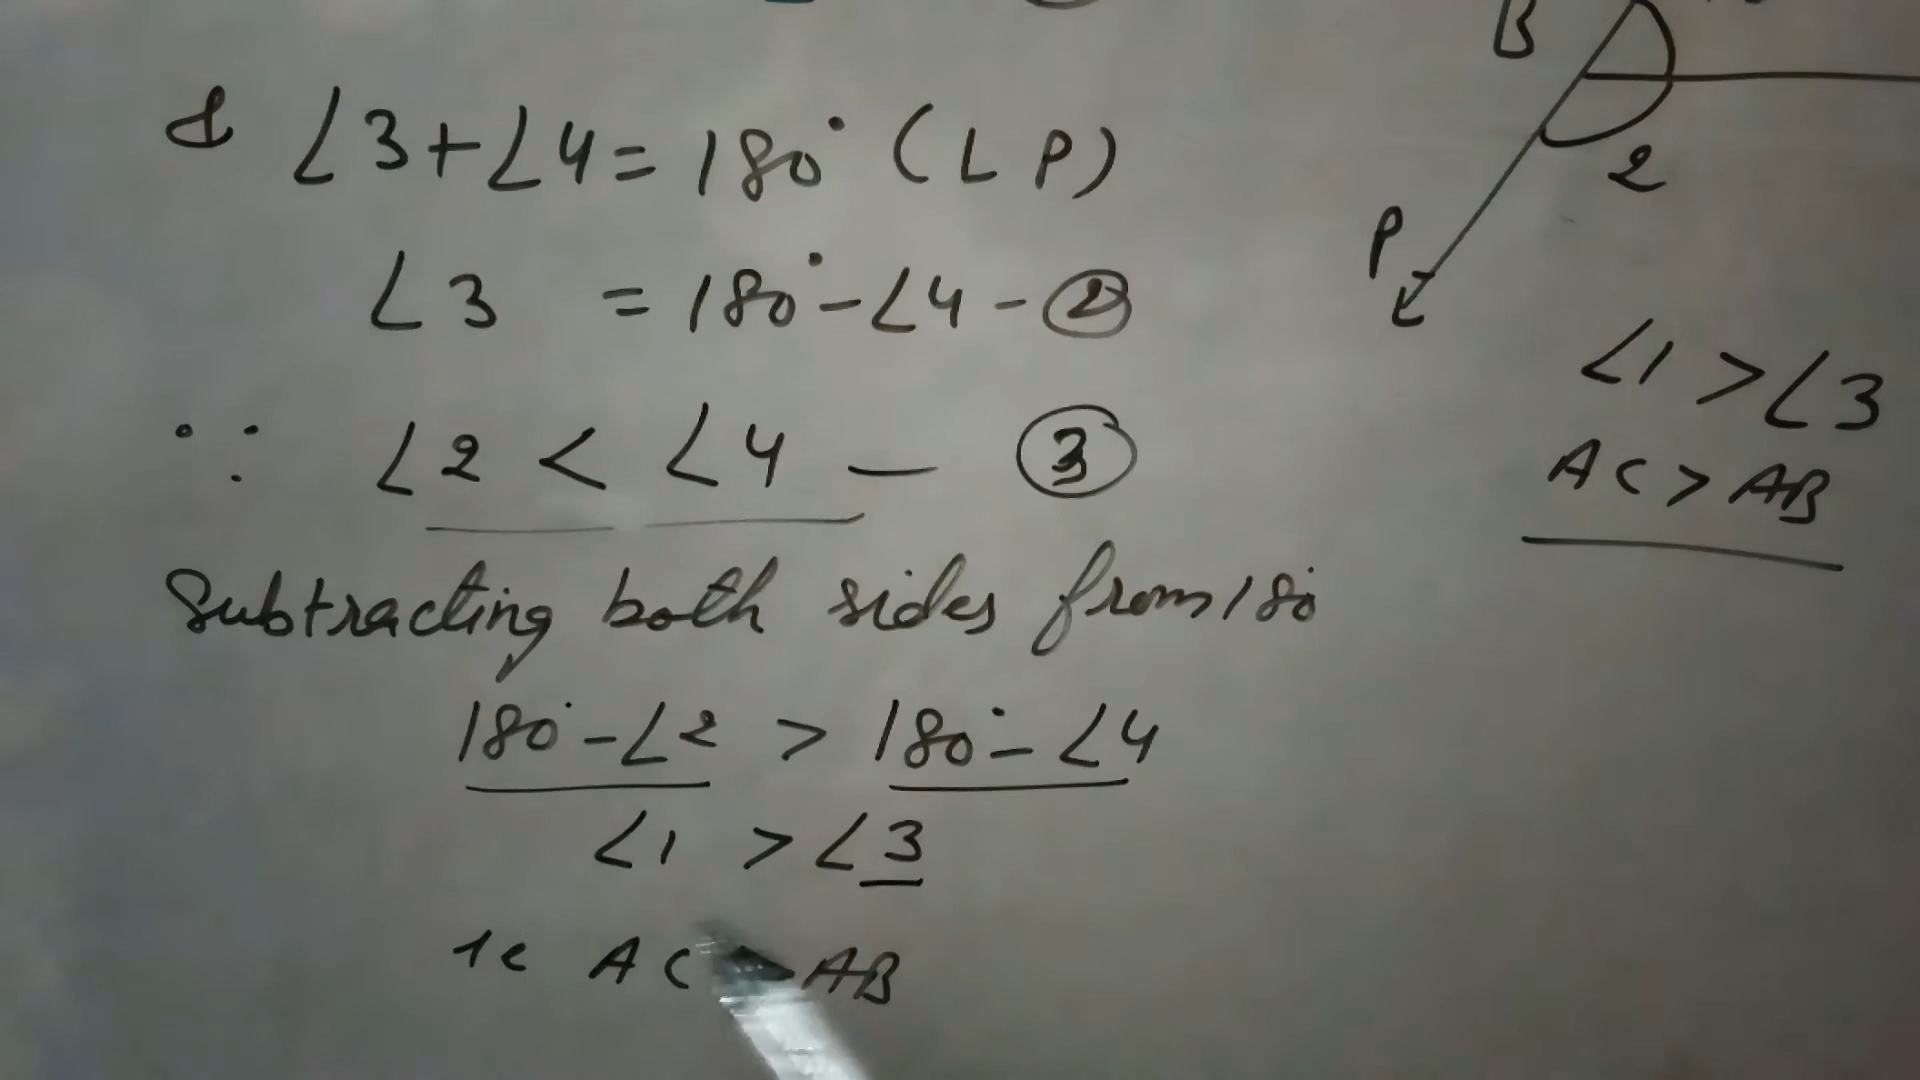 & ∠3+∠4=180° (LP)
∠3 = 180°-∠4-②
∵ ∠2 < ∠4 — ③
Subtracting both sides from 180
180°-∠2 > 180°-∠4
∠1 > ∠3
ie AC AB
B
2
P
∠1 > ∠3
AC > AB